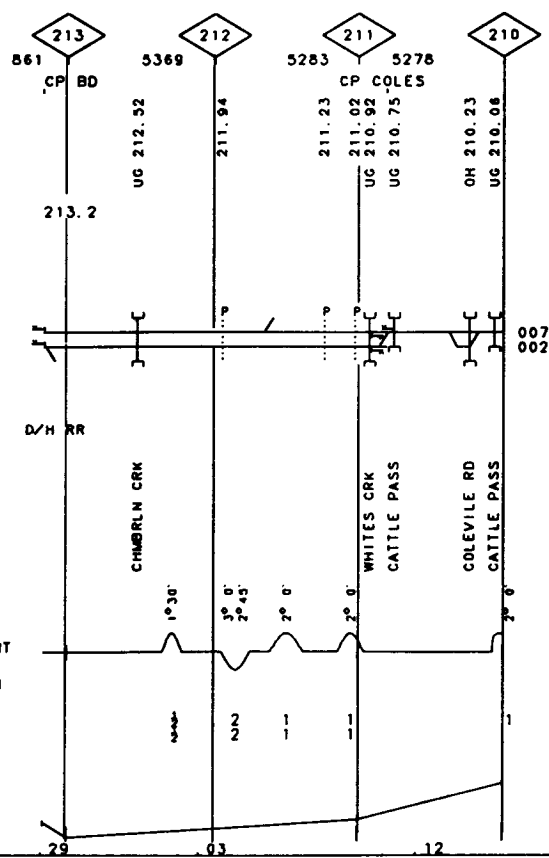 213 212 211 210
861 5369 5283 5278
CP BD CP COLES
UG 212.52
211.94
211.23
211.02
UG 210.92
UG 210.75
OH 210.23
UG 210.06
213.2
P P P
007
002
D/H RR
CHMBRLN CRK
WHITES CRK
CATTLE PASS
COLEVILE RD
CATTLE PASS
1° 30'
3° 0'
2° 45'
2° 0'
2° 0'
2° 0'
2 1 1 1
2 1 1
.29 .03 .12